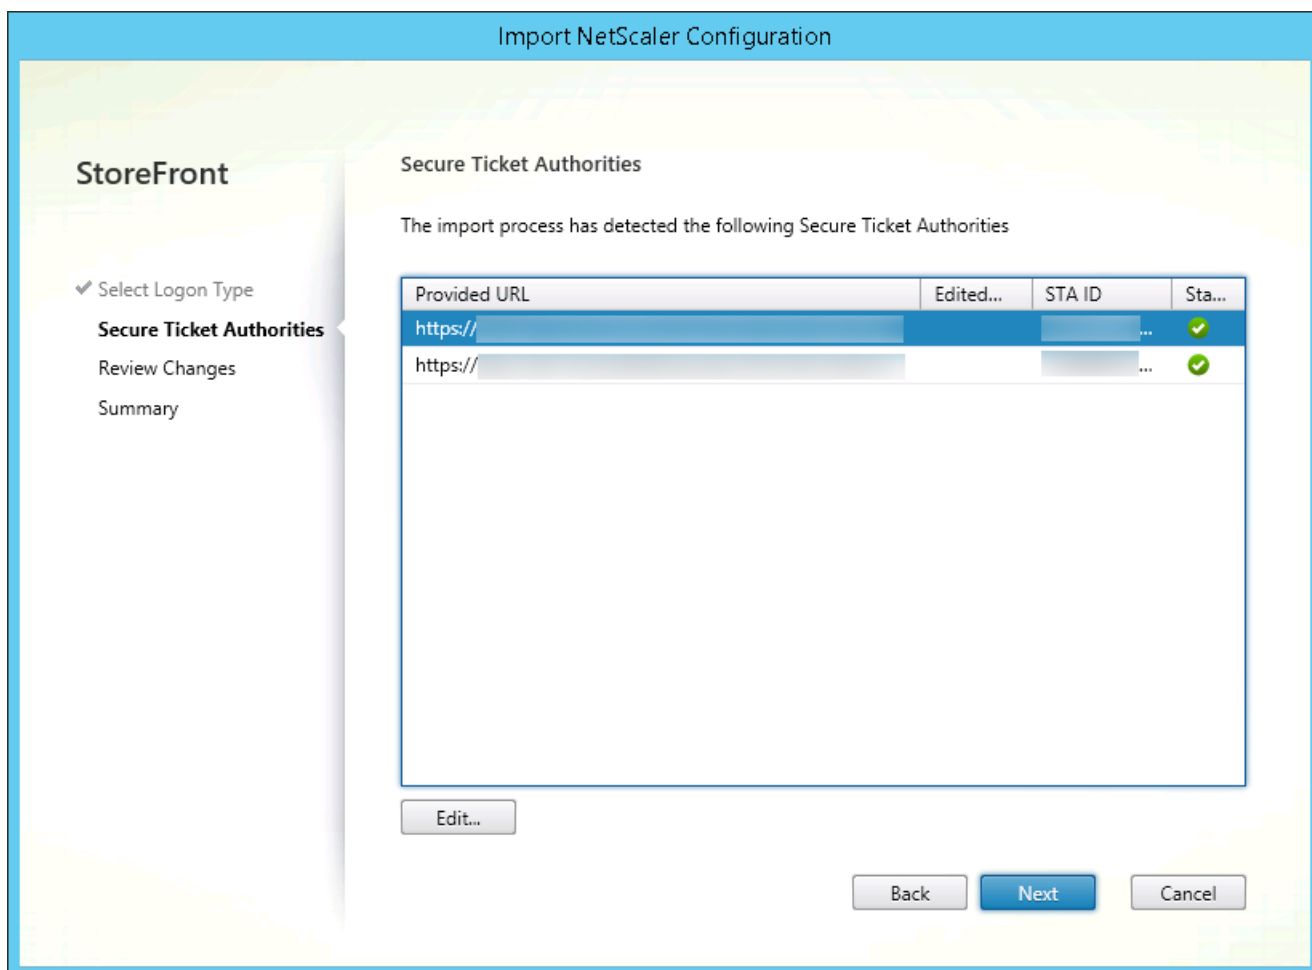 Import NetScaler Configuration
StoreFront
Select Logon Type
Secure Ticket Authorities
Review Changes
Summary
Secure Ticket Authorities
The import process has detected the following Secure Ticket Authorities
Provided URL Edited... STA ID Sta...
https:// ...
https:// ...
Edit...
Back Next Cancel